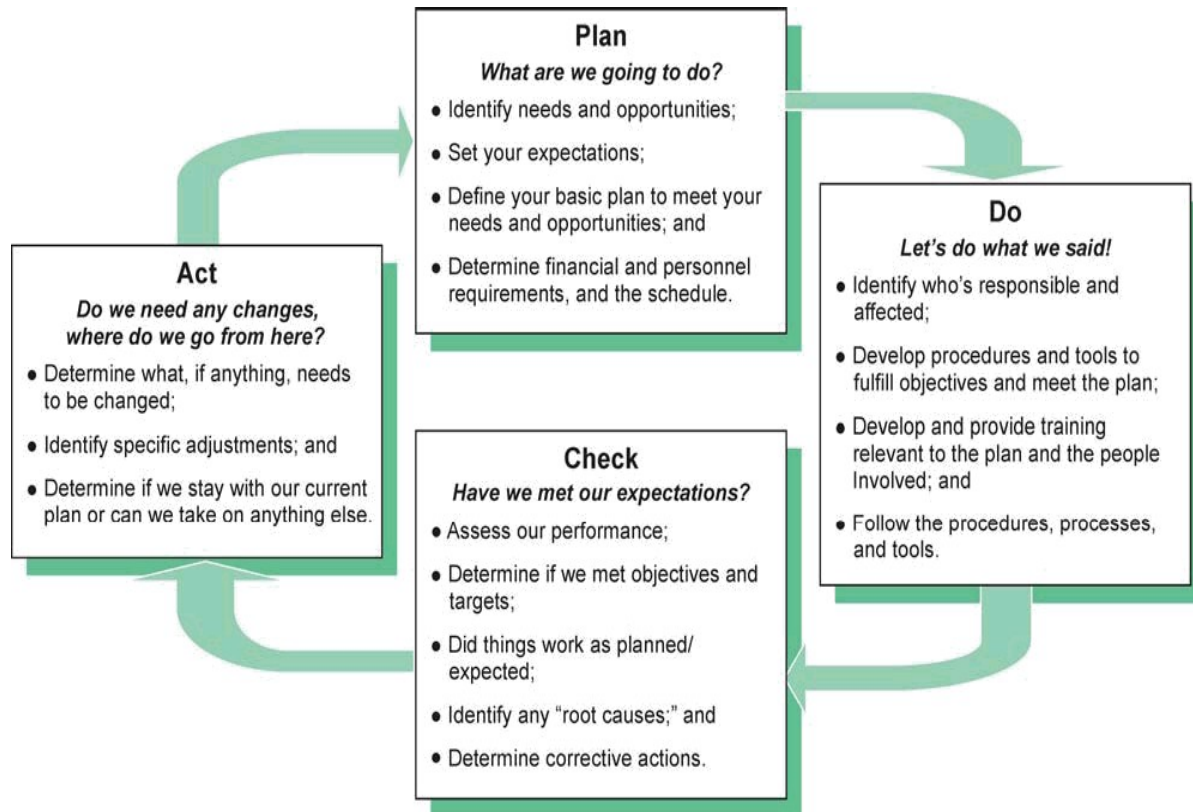 Plan
What are we going to do?
● Identify needs and opportunities;
● Set your expectations;
● Define your basic plan to meet your
needs and opportunities; and
● Determine financial and personnel
requirements, and the schedule.
Do
Let's do what we said!
● Identify who's responsible and
affected;
● Develop procedures and tools to
fulfill objectives and meet the plan;
● Develop and provide training
relevant to the plan and the people
Involved; and
● Follow the procedures, processes,
and tools.
Check
Have we met our expectations?
● Assess our performance;
● Determine if we met objectives and
targets;
● Did things work as planned/
expected;
● Identify any “root causes;” and
● Determine corrective actions.
Act
Do we need any changes,
where do we go from here?
● Determine what, if anything, needs
to be changed;
● Identify specific adjustments; and
● Determine if we stay with our current
plan or can we take on anything else.